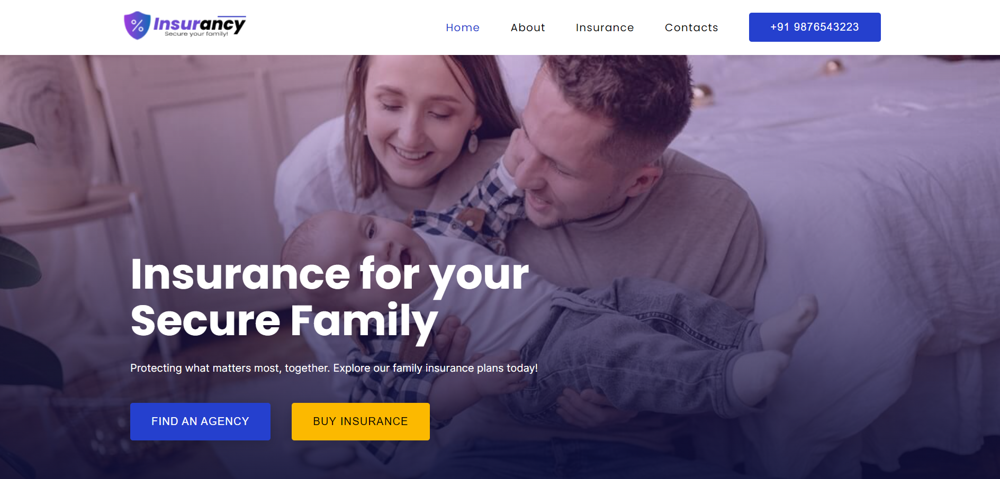 %
Insurancy
Secure your family!
Home
About
Insurance
Contacts
+91 9876543223
Insurance for your
Secure Family
Protecting what matters most, together. Explore our family insurance plans today!
FIND AN AGENCY
BUY INSURANCE